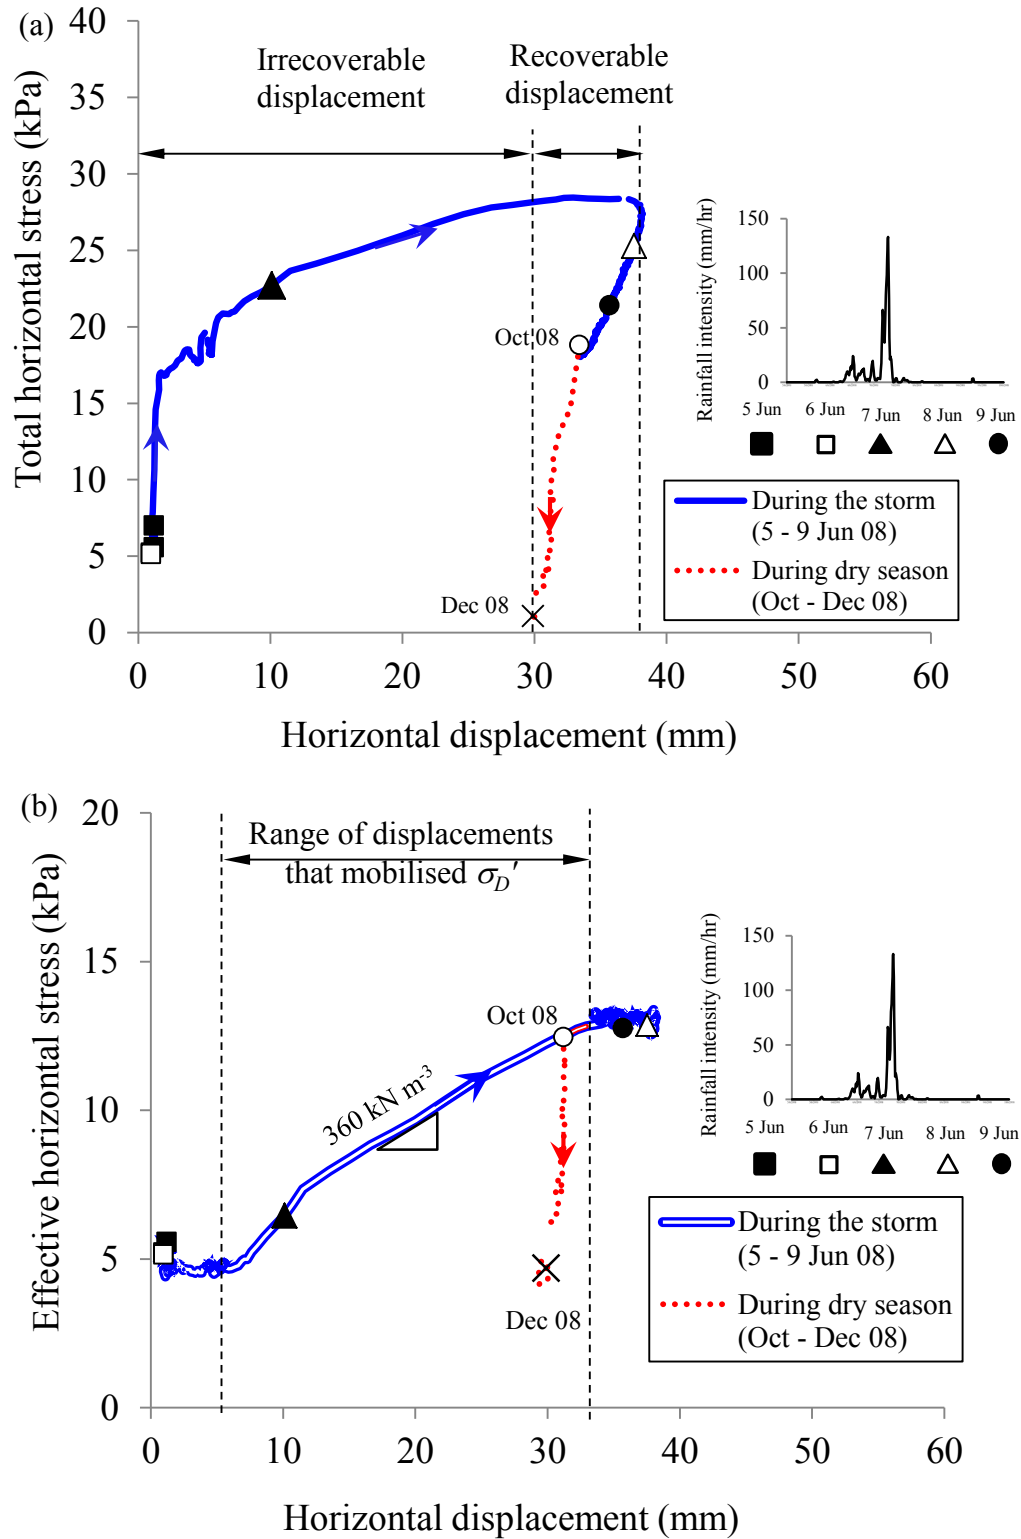 (a)
40
35
30
25
20
15
10
5
0
Total horizontal stress (kPa)
Irrecoverable
displacement
Recoverable
displacement
Oct 08
Dec 08
0 10 20 30 40 50 60
Horizontal displacement (mm)
Rainfall intensity (mm/hr)
150
100
50
0
5 Jun 6 Jun 7 Jun 8 Jun 9 Jun
During the storm
(5 - 9 Jun 08)
During dry season
(Oct - Dec 08)
(b)
20
15
10
5
0
Effective horizontal stress (kPa)
Range of displacements
that mobilised σD′
Oct 08
360 kN m-3
Dec 08
0 10 20 30 40 50 60
Horizontal displacement (mm)
Rainfall intensity (mm/hr)
150
100
50
0
5 Jun 6 Jun 7 Jun 8 Jun 9 Jun
During the storm
(5 - 9 Jun 08)
During dry season
(Oct - Dec 08)